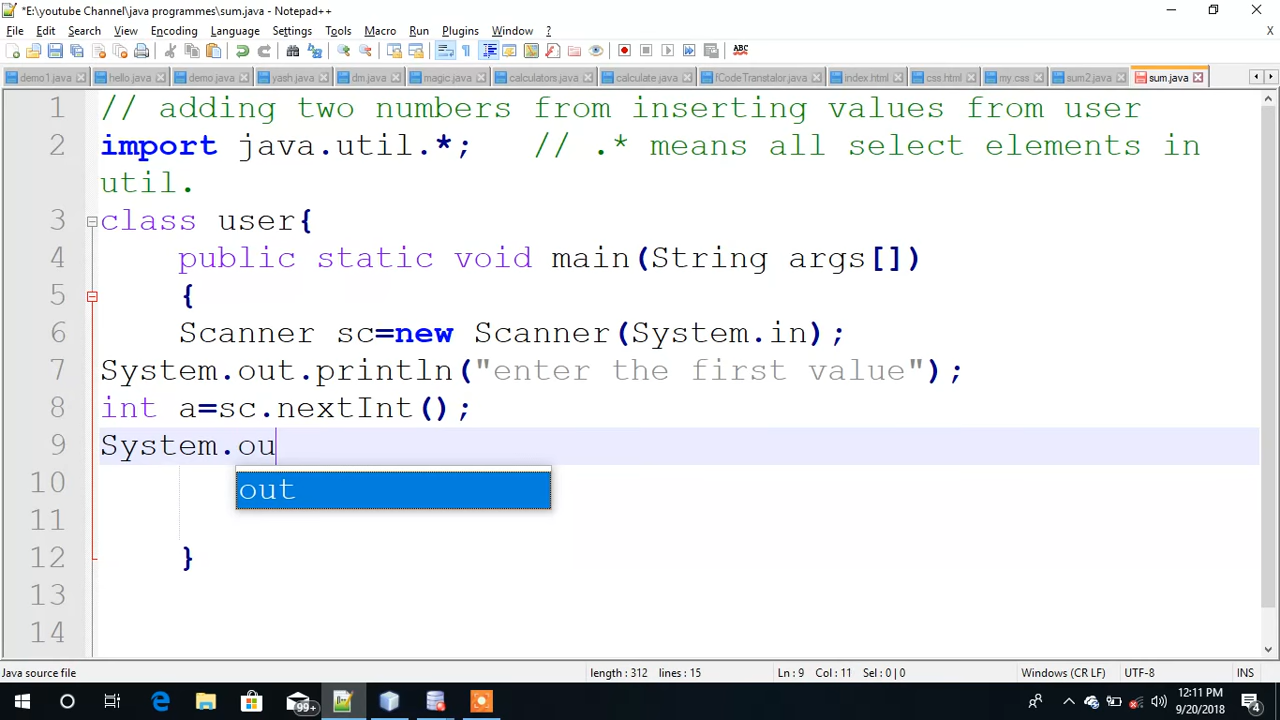 *E:\youtube Channel\java programmes\sum.java - Notepad++
File Edit Search View Encoding Language Settings Tools Macro Run Plugins Window ? X
demo1.java hello.java demo.java yash.java dm.java magic.java calculators.java calculate.java fCodeTranstalor.java index.html css.html my.css sum2.java sum.java
1 // adding two numbers from inserting values from user
2 import java.util.*; // .* means all select elements in
util.
3 class user{
4 public static void main(String args[])
5 {
6 Scanner sc=new Scanner(System.in);
7 System.out.println("enter the first value");
8 int a=sc.nextInt();
9 System.ou
10 out
11
12 }
13
14
Java source file length : 312 lines : 15 Ln : 9 Col : 11 Sel : 0 | 0 Windows (CR LF) UTF-8 INS
99+ 12:11 PM
9/20/2018 4